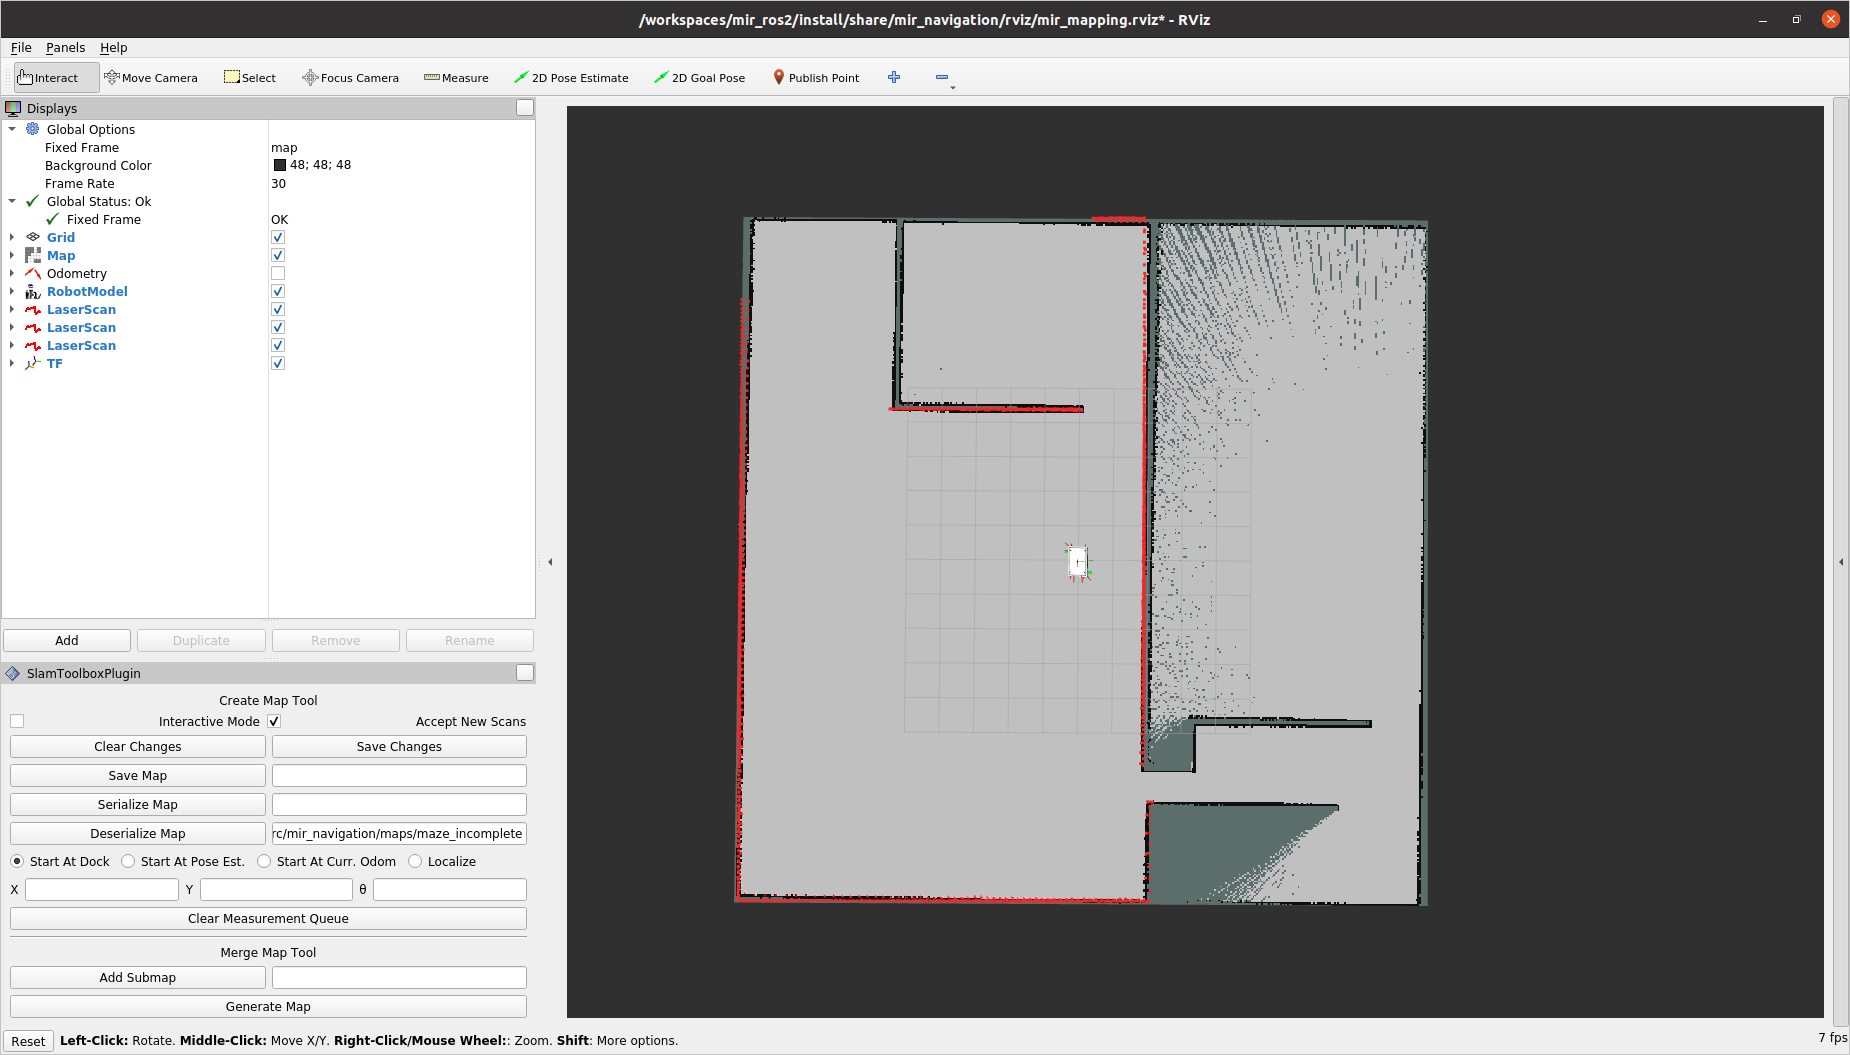 /workspaces/mir_ros2/install/share/mir_navigation/rviz/mir_mapping.rviz* - RViz
File Panels Help
Interact Move Camera Select Focus Camera Measure 2D Pose Estimate 2D Goal Pose Publish Point
Displays
Global Options
Fixed Frame map
Background Color 48; 48; 48
Frame Rate 30
Global Status: Ok
Fixed Frame OK
Grid
Map
Odometry
RobotModel
LaserScan
LaserScan
LaserScan
TF
Add Duplicate Remove Rename
SlamToolboxPlugin
Create Map Tool
Interactive Mode Accept New Scans
Clear Changes Save Changes
Save Map
Serialize Map
Deserialize Map rc/mir_navigation/maps/maze_incomplete
Start At Dock Start At Pose Est. Start At Curr. Odom Localize
X Y θ
Clear Measurement Queue
Merge Map Tool
Add Submap
Generate Map
Reset Left-Click: Rotate. Middle-Click: Move X/Y. Right-Click/Mouse Wheel:: Zoom. Shift: More options. 7 fps